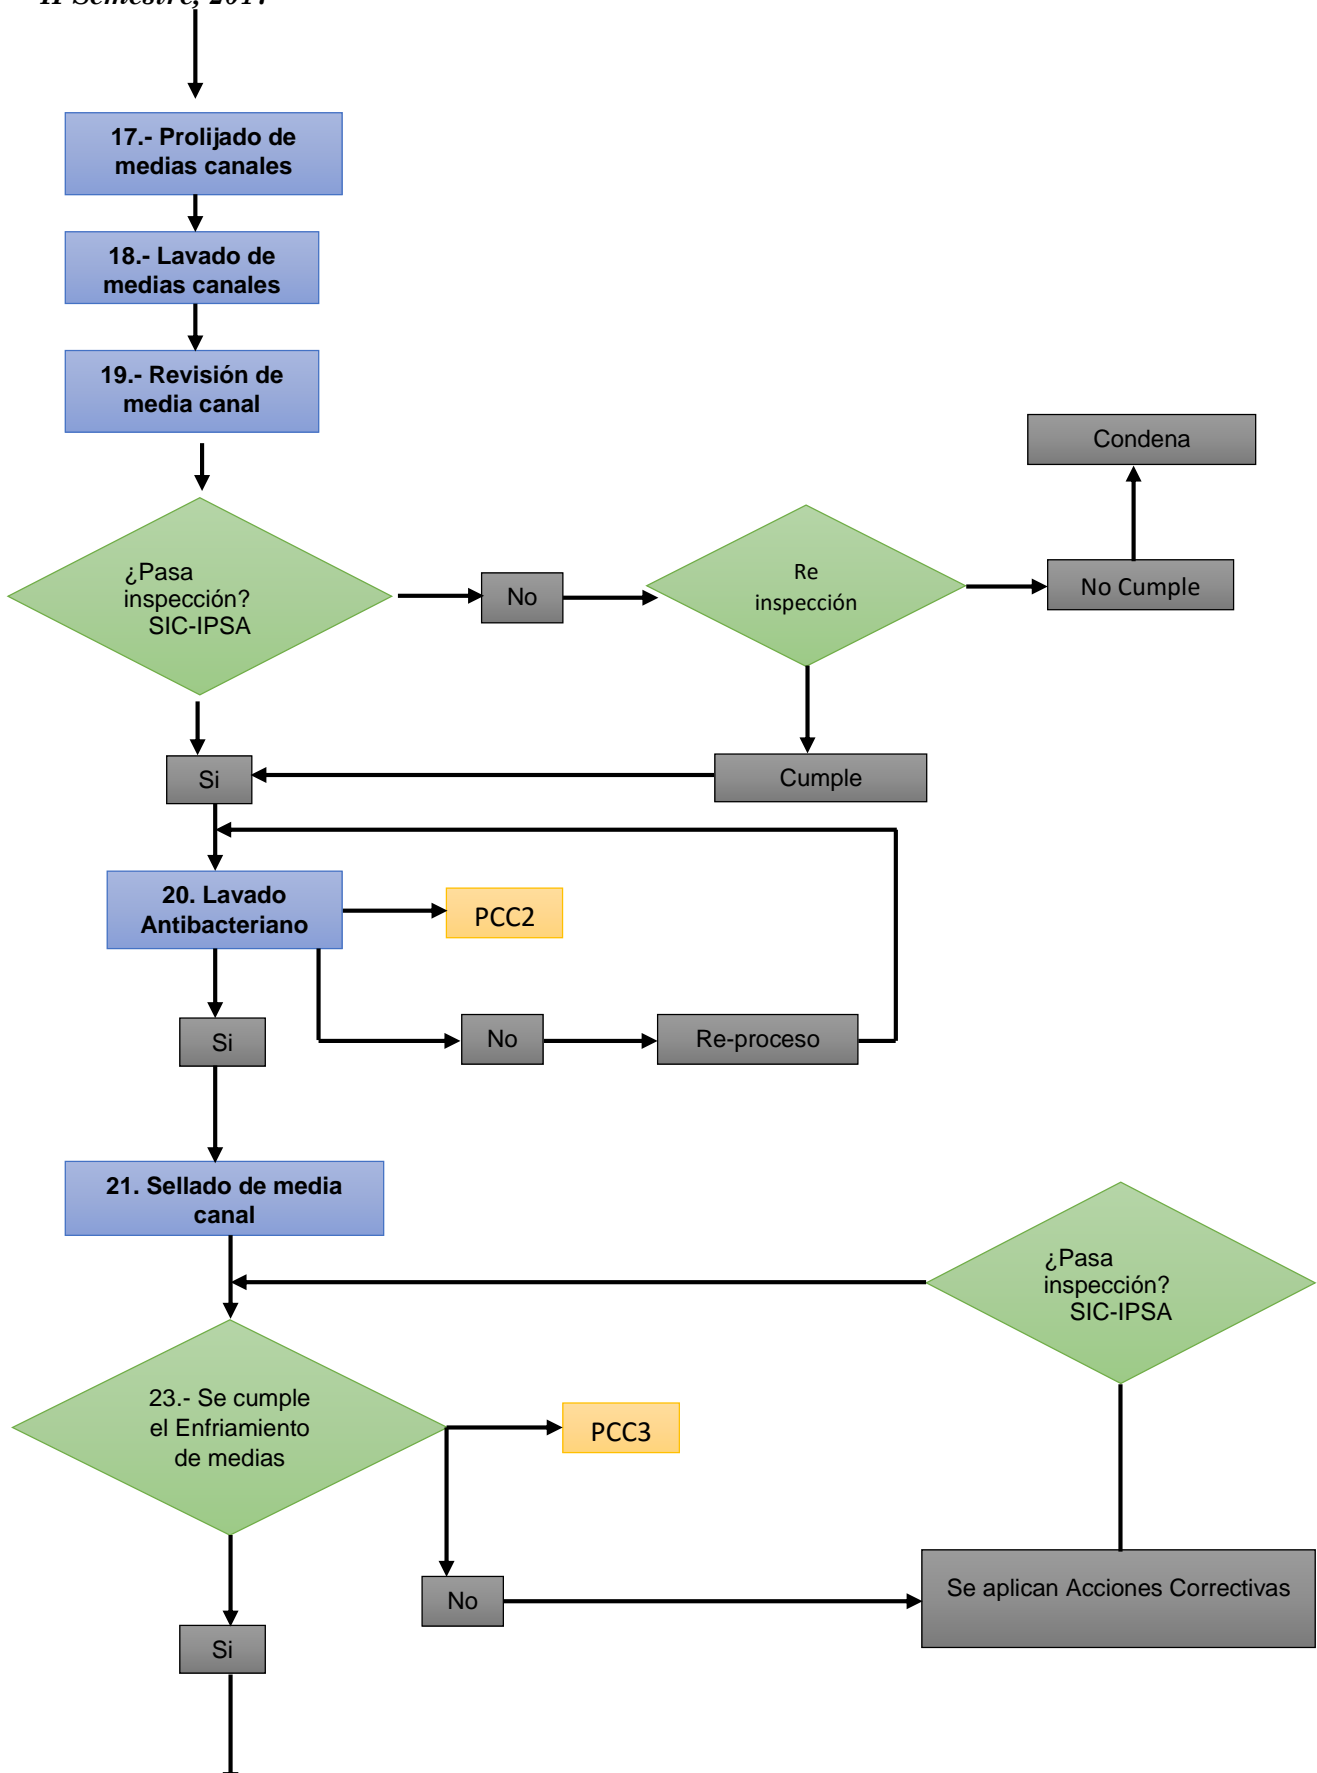 II Semestre, 2017
17.- Prolijado de
medias canales
18.- Lavado de
medias canales
19.- Revisión de
media canal
Condena
¿Pasa
inspección?
SIC-IPSA
No
Re
inspección
No Cumple
Si
Cumple
20. Lavado
Antibacteriano
PCC2
Si
No
Re-proceso
21. Sellado de media
canal
¿Pasa
inspección?
SIC-IPSA
23.- Se cumple
el Enfriamiento
de medias
PCC3
No
Se aplican Acciones Correctivas
Si